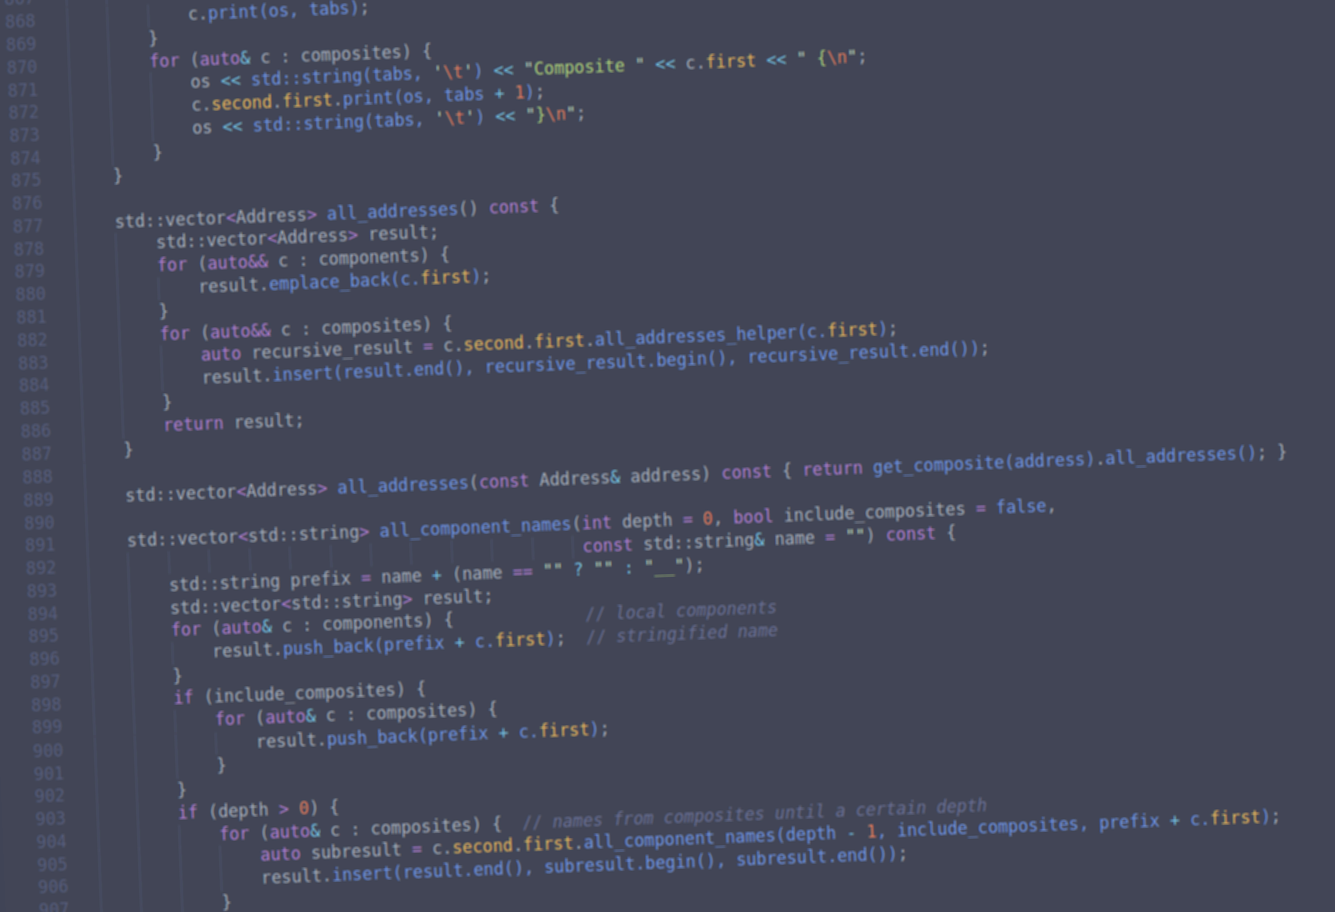 867
868 c.print(os, tabs);
869 }
870 for (auto& c : composites) {
871 os << std::string(tabs, '\t') << "Composite " << c.first << " {\n";
872 c.second.first.print(os, tabs + 1);
873 os << std::string(tabs, '\t') << "}\n";
874 }
875 }
876
877 std::vector<Address> all_addresses() const {
878 std::vector<Address> result;
879 for (auto&& c : components) {
880 result.emplace_back(c.first);
881 }
882 for (auto&& c : composites) {
883 auto recursive_result = c.second.first.all_addresses_helper(c.first);
884 result.insert(result.end(), recursive_result.begin(), recursive_result.end());
885 }
886 return result;
887 }
888
889 std::vector<Address> all_addresses(const Address& address) const { return get_composite(address).all_addresses(); }
890
891 std::vector<std::string> all_component_names(int depth = 0, bool include_composites = false,
892 const std::string& name = "") const {
893 std::string prefix = name + (name == "" ? "" : "__");
894 std::vector<std::string> result;
895 for (auto& c : components) { // local components
896 result.push_back(prefix + c.first); // stringified name
897 }
898 if (include_composites) {
899 for (auto& c : composites) {
900 result.push_back(prefix + c.first);
901 }
902 }
903 if (depth > 0) {
904 for (auto& c : composites) { // names from composites until a certain depth
905 auto subresult = c.second.first.all_component_names(depth - 1, include_composites, prefix + c.first);
906 result.insert(result.end(), subresult.begin(), subresult.end());
907 }